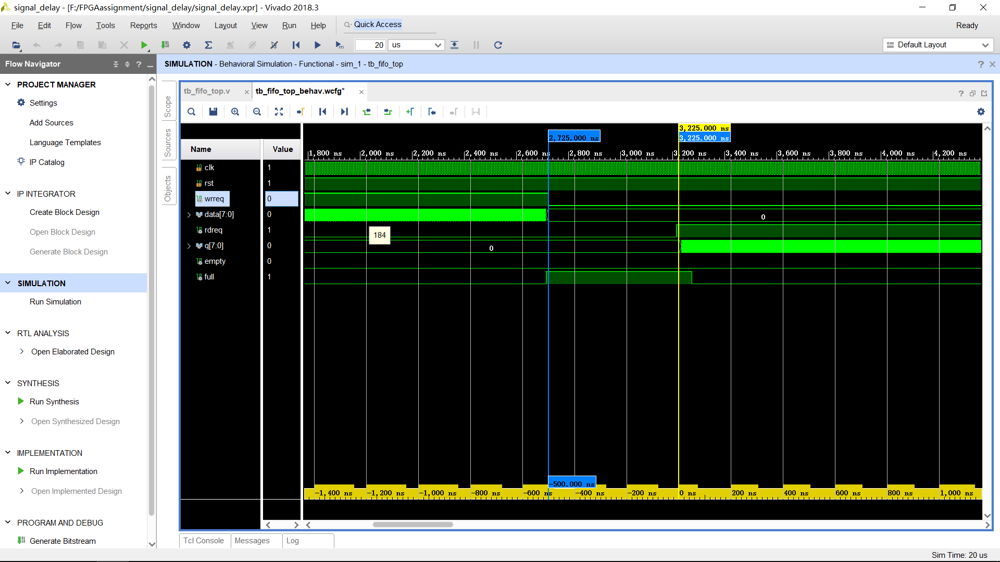 signal_delay - [F:/FPGAassignment/signal_delay/signal_delay.xpr] - Vivado 2018.3
File Edit Flow Tools Reports Window Layout View Run Help Quick Access Ready
20 us Default Layout
Flow Navigator ? SIMULATION - Behavioral Simulation - Functional - sim_1 - tb_fifo_top ?
PROJECT MANAGER
Settings
Add Sources
Language Templates
IP Catalog
IP INTEGRATOR
Create Block Design
Open Block Design
Generate Block Design
SIMULATION
Run Simulation
RTL ANALYSIS
Open Elaborated Design
SYNTHESIS
Run Synthesis
Open Synthesized Design
IMPLEMENTATION
Run Implementation
Open Implemented Design
PROGRAM AND DEBUG
Generate Bitstream
Scope
Sources
Objects
tb_fifo_top.v tb_fifo_top_behav.wcfg* ?
3,225.000 ns
2,725.000 ns 3,225.000 ns
Name Value
1,800 ns 2,000 ns 2,200 ns 2,400 ns 2,600 ns 2,800 ns 3,000 ns 3,200 ns 3,400 ns 3,600 ns 3,800 ns 4,000 ns 4,200 ns
clk 1
rst 1
wrreq 0
data[7:0] 0 0
rdreq 1
184
q[7:0] 0 0
empty 0
full 1
-500.000 ns
-1,400 ns -1,200 ns -1,000 ns -800 ns -600 ns -400 ns -200 ns 0 ns 200 ns 400 ns 600 ns 800 ns 1,000 ns
Tcl Console Messages Log
Sim Time: 20 us